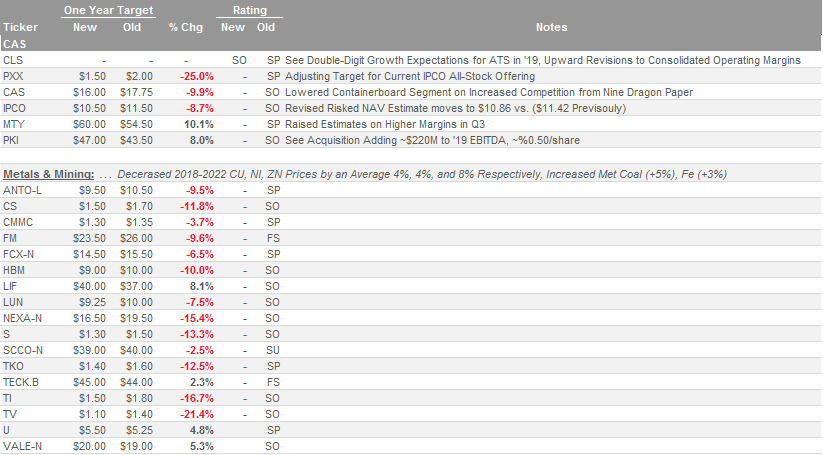 One Year Target Rating
Ticker New Old % Chg New Old Notes
CAS
CLS - - - SO SP See Double-Digit Growth Expectations for ATS in '19, Upward Revisions to Consolidated Operating Margins
PXX $1.50 $2.00 -25.0% - SP Adjusting Target for Current IPCO All-Stock Offering
CAS $16.00 $17.75 -9.9% - SO Lowered Containerboard Segment on Increased Competition from Nine Dragon Paper
IPCO $10.50 $11.50 -8.7% - SO Revised Risked NAV Estimate moves to $10.86 vs. ($11.42 Previsouly)
MTY $60.00 $54.50 10.1% - SP Raised Estimates on Higher Margins in Q3
PKI $47.00 $43.50 8.0% - SO See Acquisition Adding ~$220M to '19 EBITDA, ~%0.50/share
Metals & Mining: ... Decerased 2018-2022 CU, NI, ZN Prices by an Average 4%, 4%, and 8% Respectively, Increased Met Coal (+5%), Fe (+3%)
ANTO-L $9.50 $10.50 -9.5% - SP
CS $1.50 $1.70 -11.8% - SO
CMMC $1.30 $1.35 -3.7% - SP
FM $23.50 $26.00 -9.6% - FS
FCX-N $14.50 $15.50 -6.5% - SP
HBM $9.00 $10.00 -10.0% - SO
LIF $40.00 $37.00 8.1% - SO
LUN $9.25 $10.00 -7.5% - SO
NEXA-N $16.50 $19.50 -15.4% - SO
S $1.30 $1.50 -13.3% - SO
SCCO-N $39.00 $40.00 -2.5% - SU
TKO $1.40 $1.60 -12.5% - SP
TECK.B $45.00 $44.00 2.3% - FS
TI $1.50 $1.80 -16.7% - SO
TV $1.10 $1.40 -21.4% - SO
U $5.50 $5.25 4.8% - SP
VALE-N $20.00 $19.00 5.3% - SO